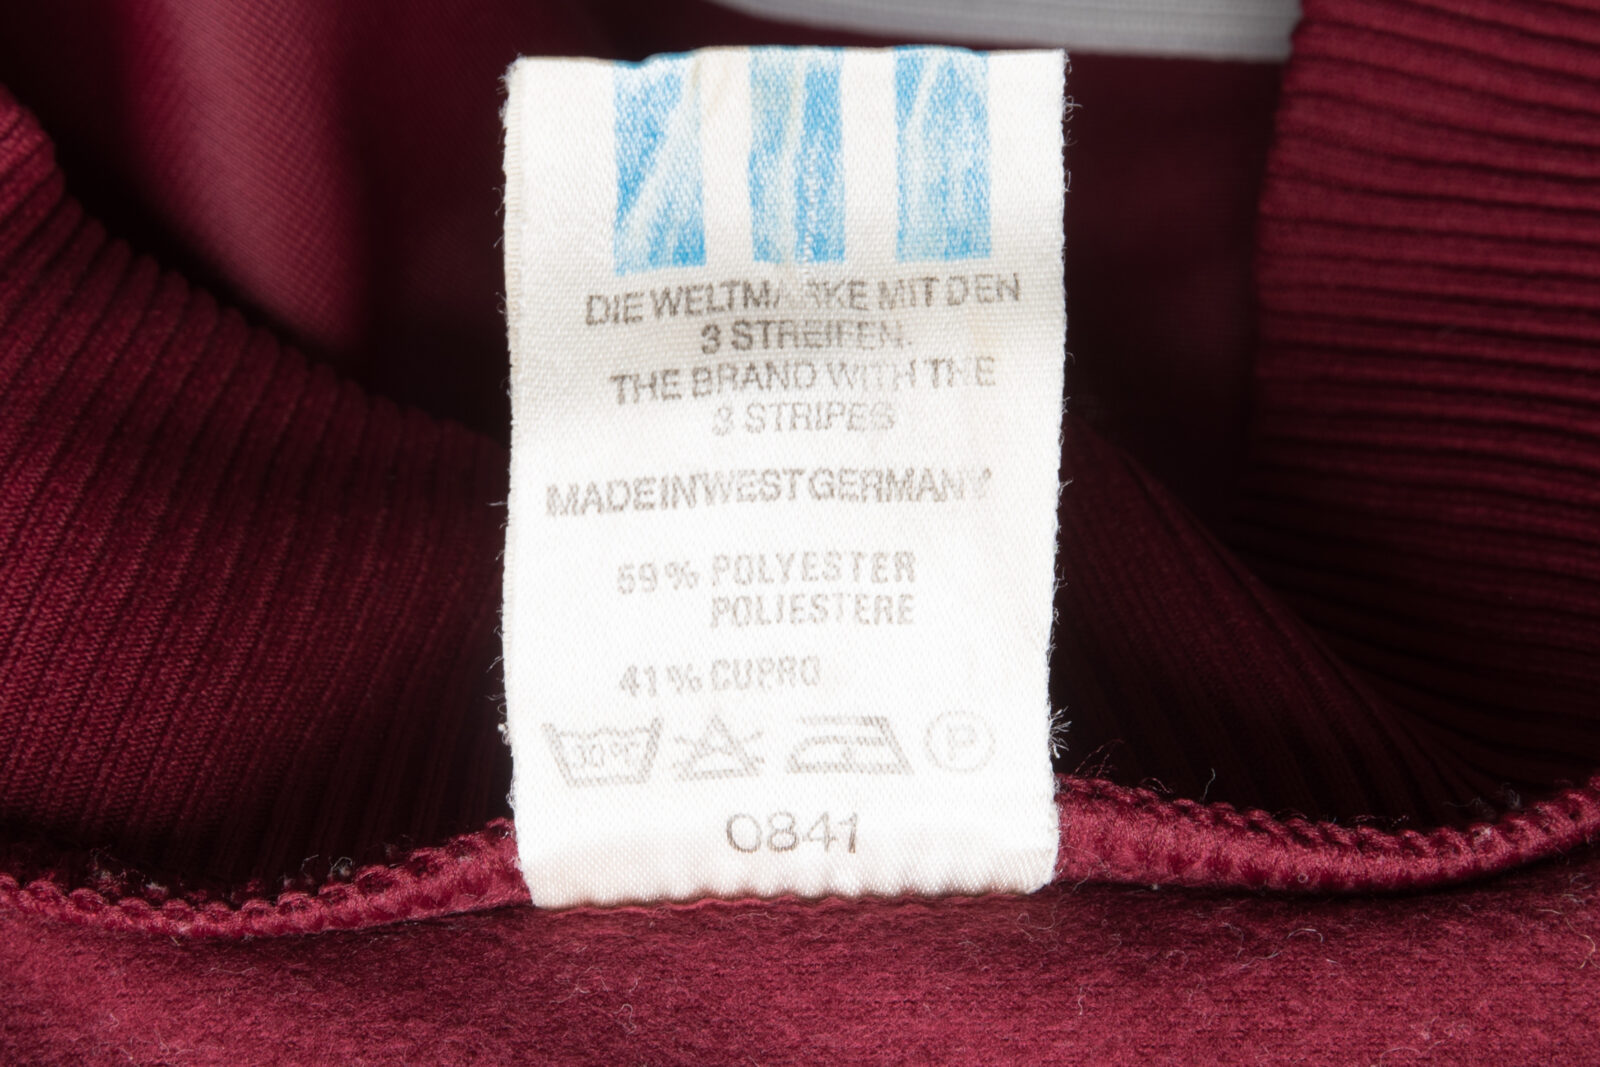 DIE WELTMARKE MIT DEN
3 STREIFEN.
THE BRAND WITH THE
3 STRIPES
MADE IN WEST GERMANY
59% POLYESTER
POLIESTERE
41% CUPRO
30°C
P
0841